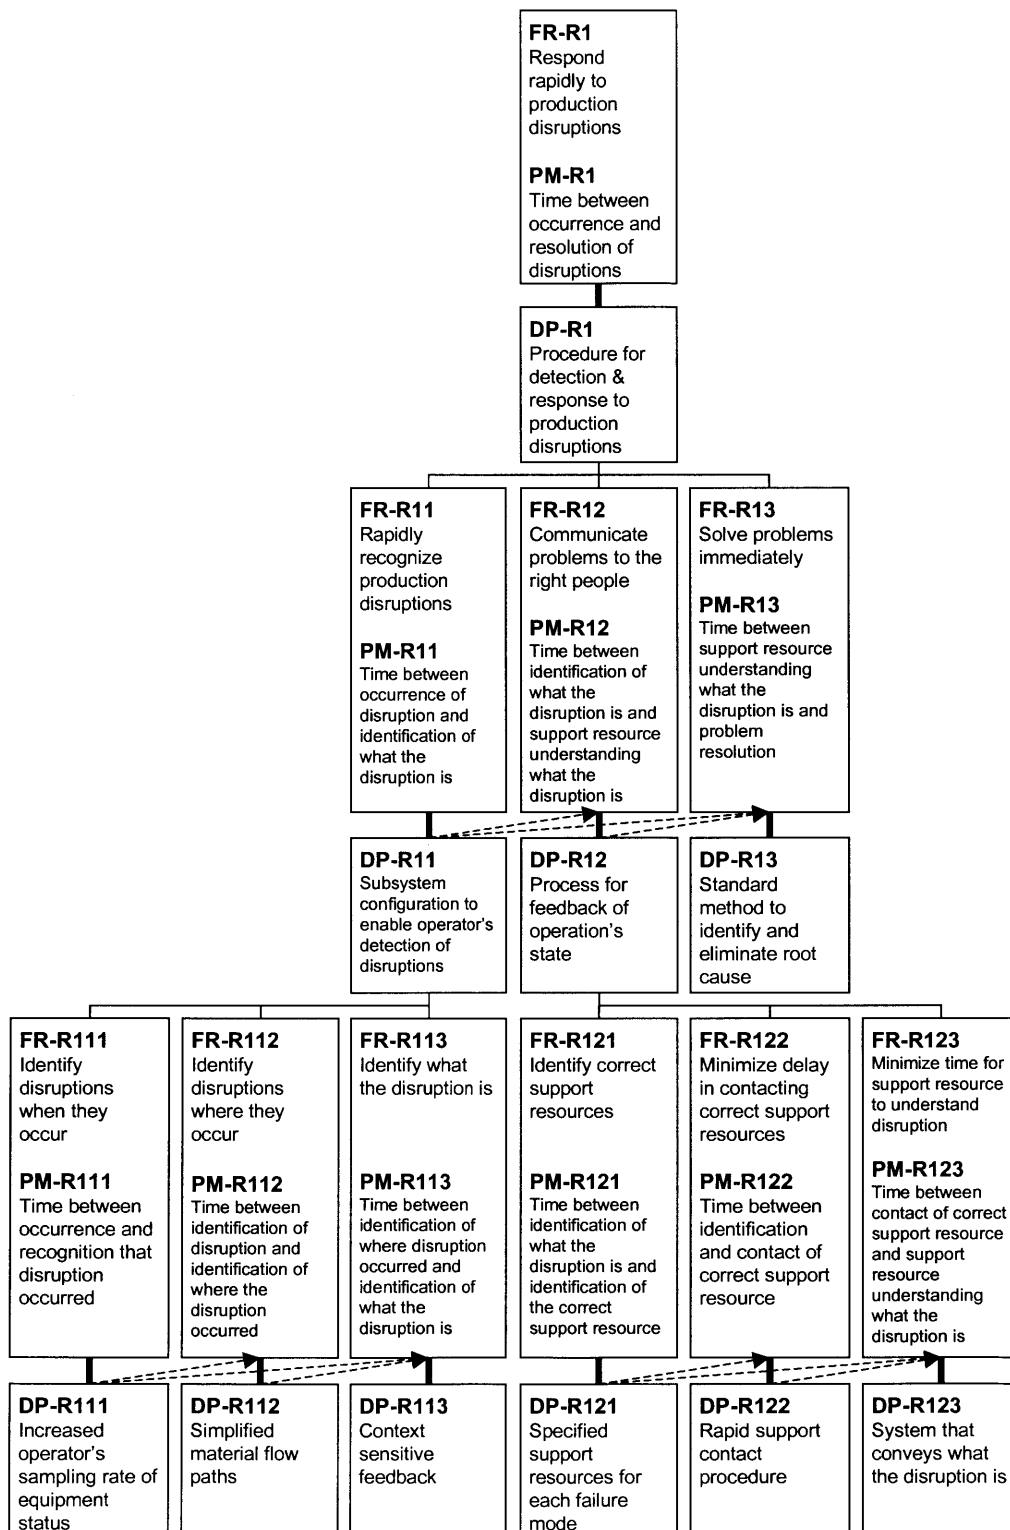 FR-R1
Respond
rapidly to
production
disruptions
PM-R1
Time between
occurrence and
resolution of
disruptions
DP-R1
Procedure for
detection &
response to
production
disruptions
FR-R11
Rapidly
recognize
production
disruptions
PM-R11
Time between
occurrence of
disruption and
identification of
what the
disruption is
FR-R12
Communicate
problems to the
right people
PM-R12
Time between
identification of
what the
disruption is and
support resource
understanding
what the
disruption is
FR-R13
Solve problems
immediately
PM-R13
Time between
support resource
understanding
what the
disruption is and
problem
resolution
DP-R11
Subsystem
configuration to
enable operator's
detection of
disruptions
DP-R12
Process for
feedback of
operation's
state
DP-R13
Standard
method to
identify and
eliminate root
cause
FR-R111
Identify
disruptions
when they
occur
PM-R111
Time between
occurrence and
recognition that
disruption
occurred
FR-R112
Identify
disruptions
where they
occur
PM-R112
Time between
identification of
disruption and
identification of
where the
disruption
occurred
FR-R113
Identify what
the disruption is
PM-R113
Time between
identification of
where disruption
occurred and
identification of
what the
disruption is
FR-R121
Identify correct
support
resources
PM-R121
Time between
identification of
what the
disruption is and
identification of
the correct
support resource
FR-R122
Minimize delay
in contacting
correct support
resources
PM-R122
Time between
identification
and contact of
correct support
resource
FR-R123
Minimize time for
support resource
to understand
disruption
PM-R123
Time between
contact of correct
support resource
and support
resource
understanding
what the
disruption is
DP-R111
Increased
operator's
sampling rate of
equipment
status
DP-R112
Simplified
material flow
paths
DP-R113
Context
sensitive
feedback
DP-R121
Specified
support
resources for
each failure
mode
DP-R122
Rapid support
contact
procedure
DP-R123
System that
conveys what
the disruption is